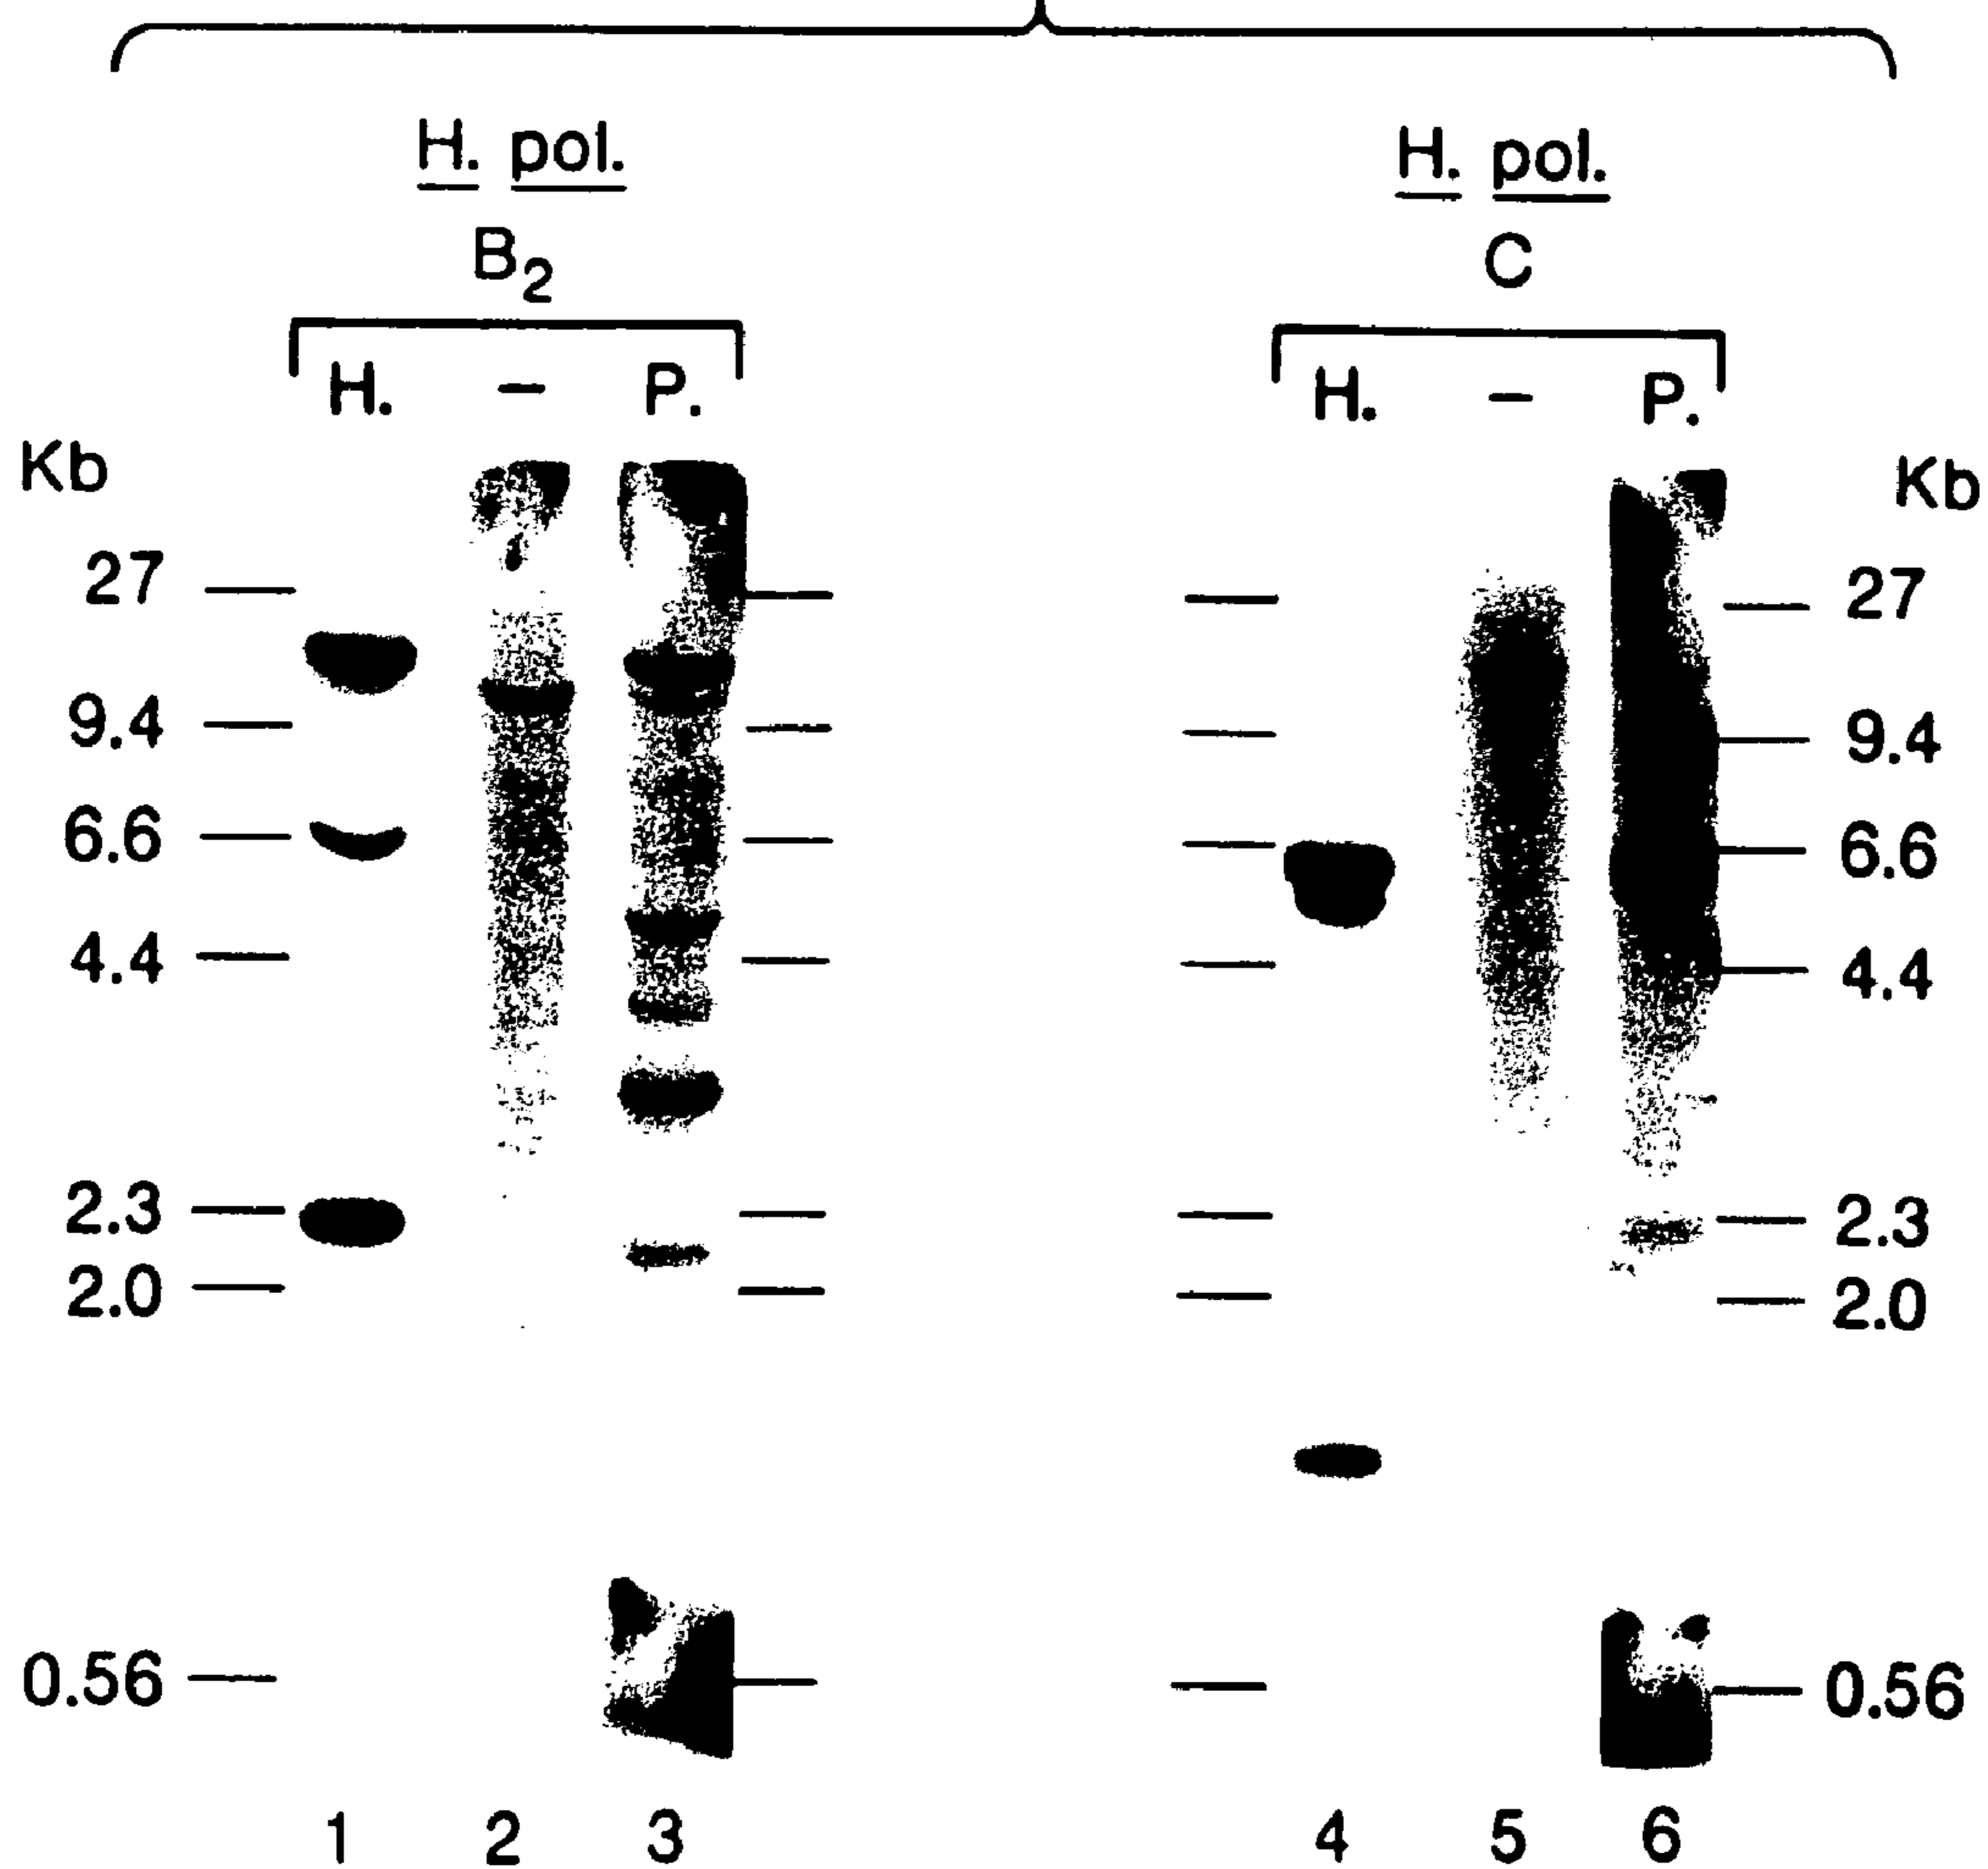 H. pol. H. pol.
B2 C
H. – P. H. – P.
Kb Kb
27 27
9.4 9.4
6.6 6.6
4.4 4.4
2.3 2.3
2.0 2.0
0.56 0.56
1 2 3 4 5 6